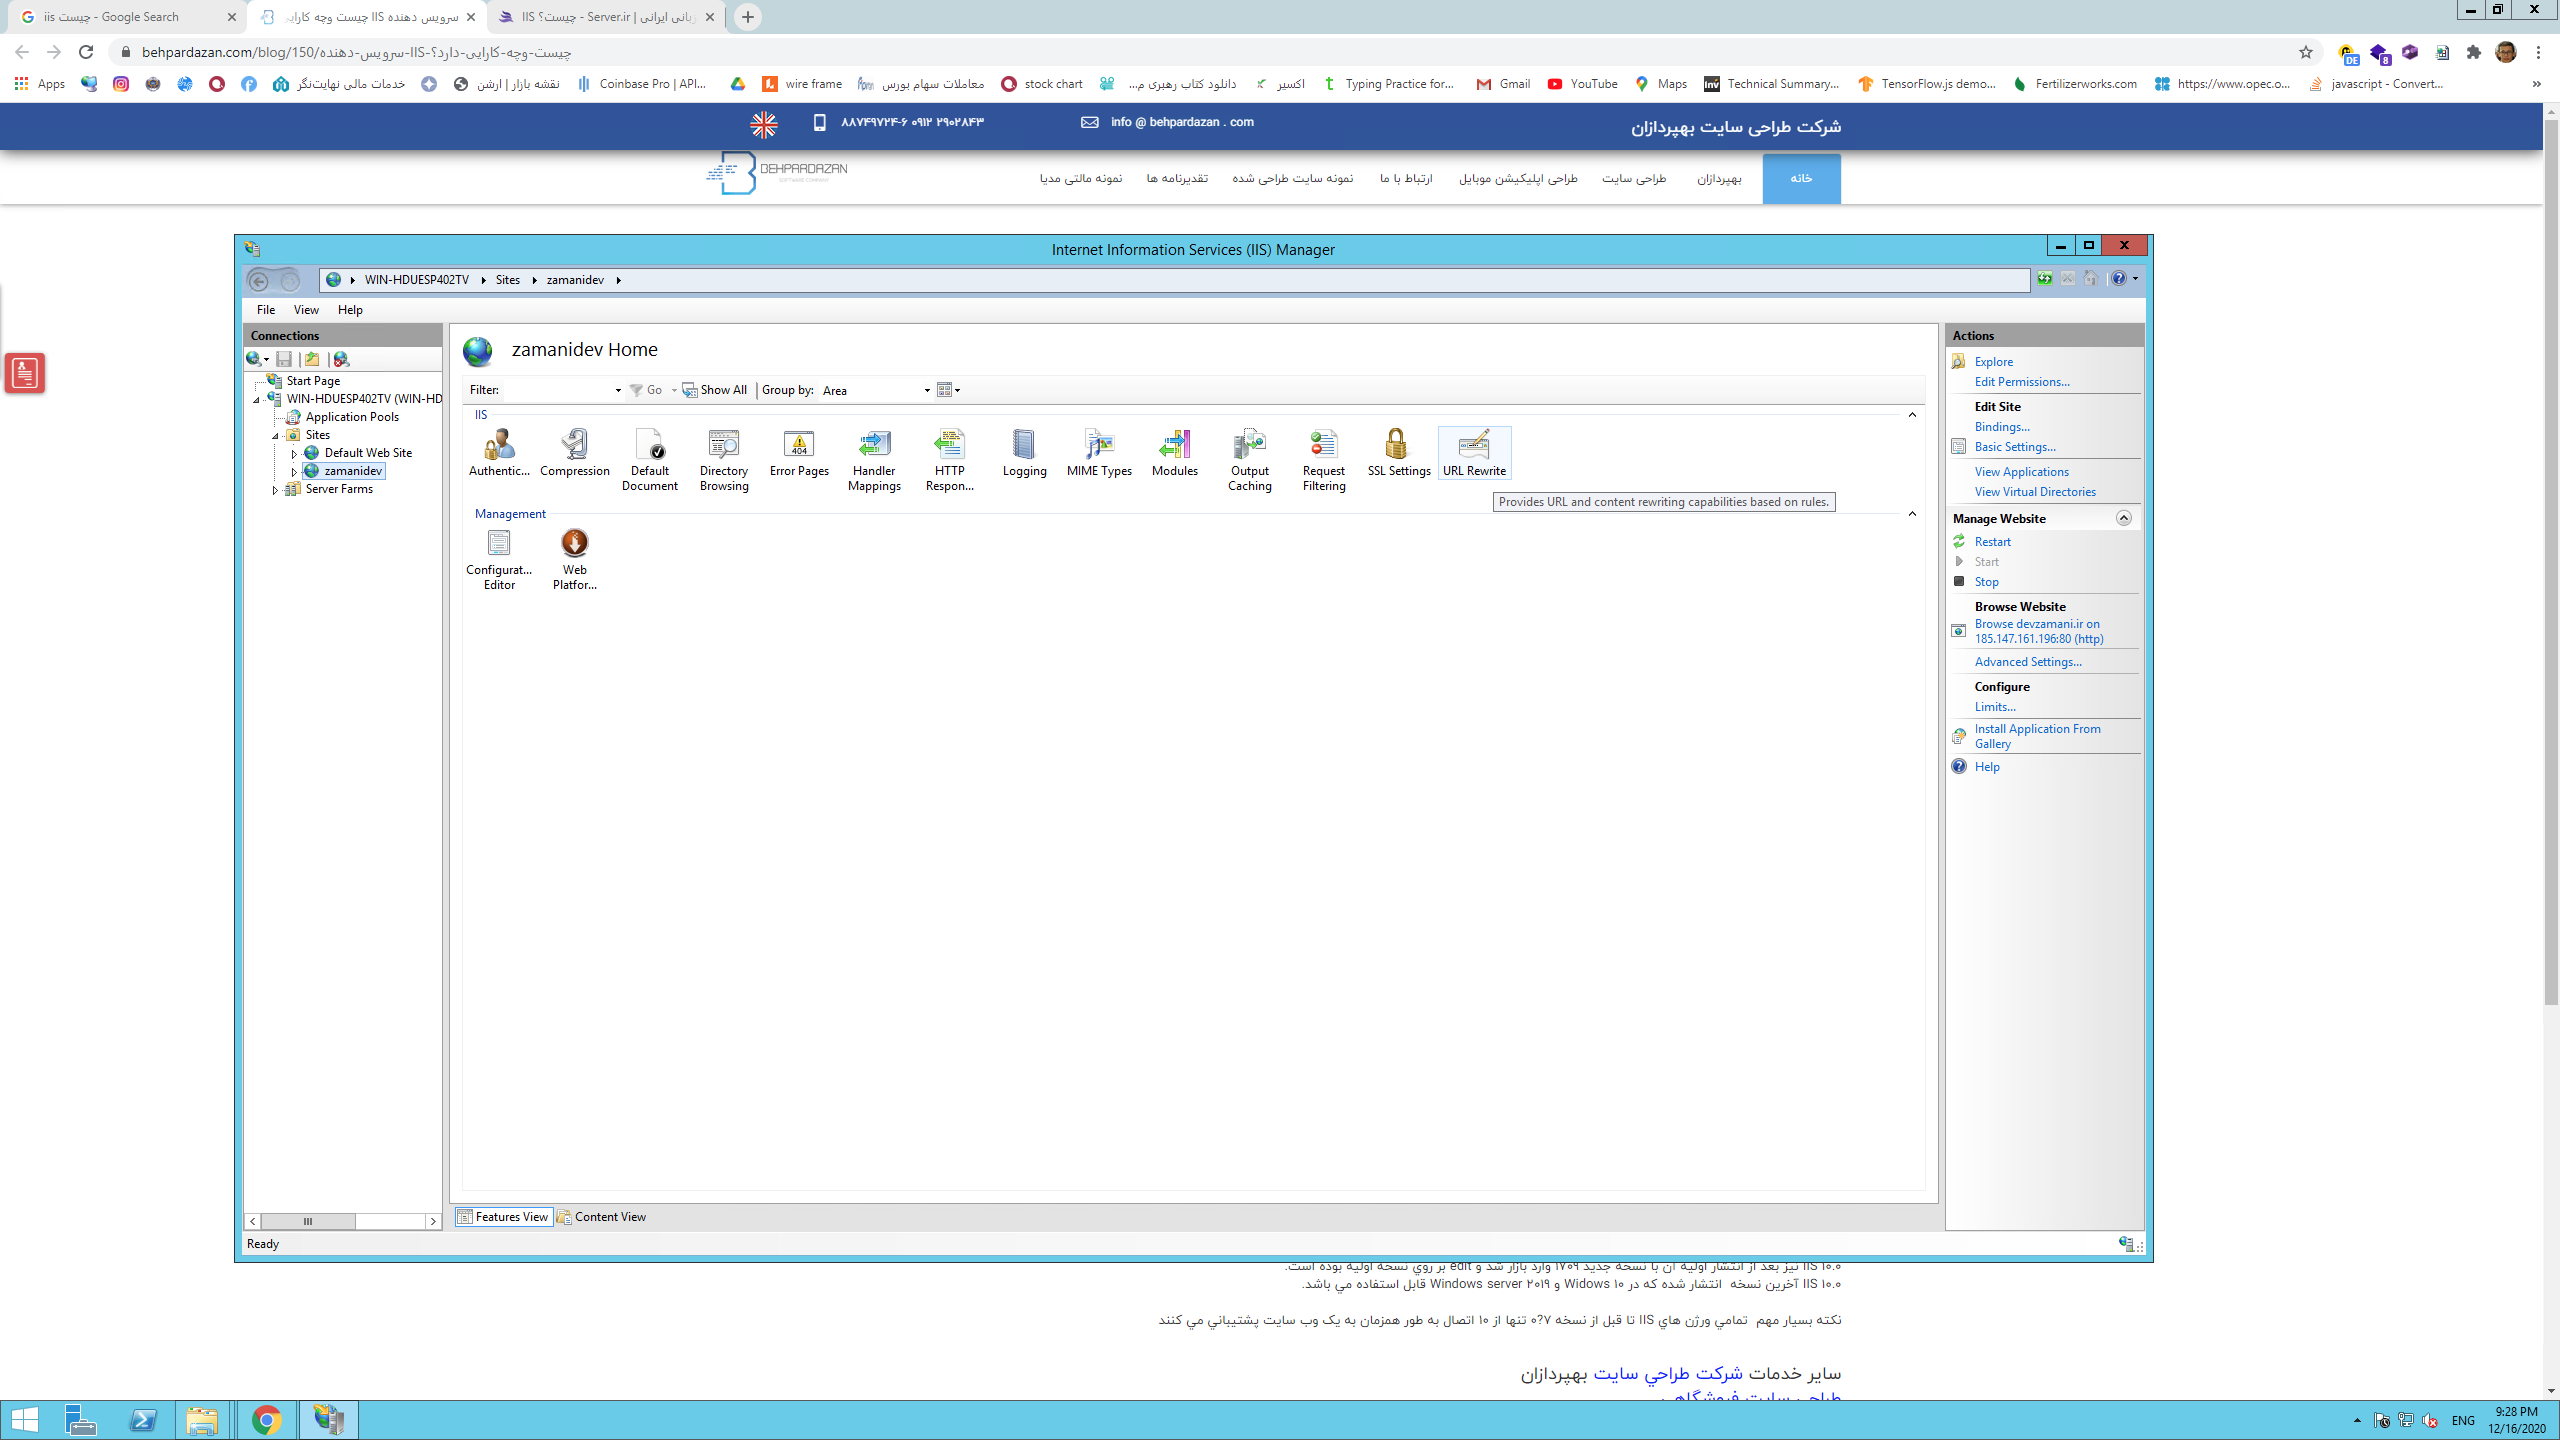 iis چیست - Google Search
سرویس دهنده IIS چیست وچه کارایی
IIS چیست؟ - Server.ir |
behpardazan.com/blog/150/سرویس-دهنده-IIS-چیست-وچه-کارایی-دارد؟
Apps
خدمات مالی نهایت‌نگر
نقشه بازار | ارشن
Coinbase Pro | API...
wire frame
معاملات سهام بورس
stock chart
دانلود کتاب رهبری م...
اکسیر
Typing Practice for...
Gmail
YouTube
Maps
Technical Summary...
TensorFlow.js demo...
Fertilizerworks.com
https://www.opec.o...
javascript - Convert...
»
DE
8
۸۸۷۴۹۷۲۴-۶ ۰۹۱۲ ۲۹۰۲۸۴۳
info @ behpardazan . com
شرکت طراحی سایت بهپردازان
BEHPARDAZAN
SOFTWARE COMPANY
خانه
بهپردازان
طراحی سایت
طراحی اپلیکیشن موبایل
ارتباط با ما
نمونه سایت طراحی شده
تقدیرنامه ها
نمونه مالتی مدیا
Internet Information Services (IIS) Manager
WIN-HDUESP402TV
Sites
zamanidev
File View Help
Connections
Start Page
WIN-HDUESP402TV (WIN-HD
Application Pools
Sites
Default Web Site
zamanidev
Server Farms
zamanidev Home
Filter:
Go
Show All
Group by:
Area
IIS
Authentic...
Compression
Default Document
Directory Browsing
Error Pages
404
Handler Mappings
HTTP Respon...
Logging
MIME Types
Modules
Output Caching
Request Filtering
SSL Settings
URL Rewrite
Provides URL and content rewriting capabilities based on rules.
Management
Configurat... Editor
Web Platfor...
Actions
Explore
Edit Permissions...
Edit Site
Bindings...
Basic Settings...
View Applications
View Virtual Directories
Manage Website
Restart
Start
Stop
Browse Website
Browse devzamani.ir on
185.147.161.196:80 (http)
Advanced Settings...
Configure
Limits...
Install Application From
Gallery
Help
Features View
Content View
Ready
IIS ۱۰.۰ نیز بعد از انتشار اولیه آن با نسخه جدید ۱۷۰۹ وارد بازار شد و edit بر روي نسخه اولیه بوده است.
IIS ۱۰.۰ آخرین نسخه انتشار شده که در Widows ۱۰ و Windows server ۲۰۱۹ قابل استفاده مي باشد.
نکته بسیار مهم تمامي ورژن هاي IIS تا قبل از نسخه ۷?۰ تنها از ۱۰ اتصال به طور همزمان به یک وب سایت پشتیباني مي کنند
سایر خدمات شرکت طراحي سایت بهپردازان
طراحی سایت فروشگاهی
ENG
9:28 PM
12/16/2020